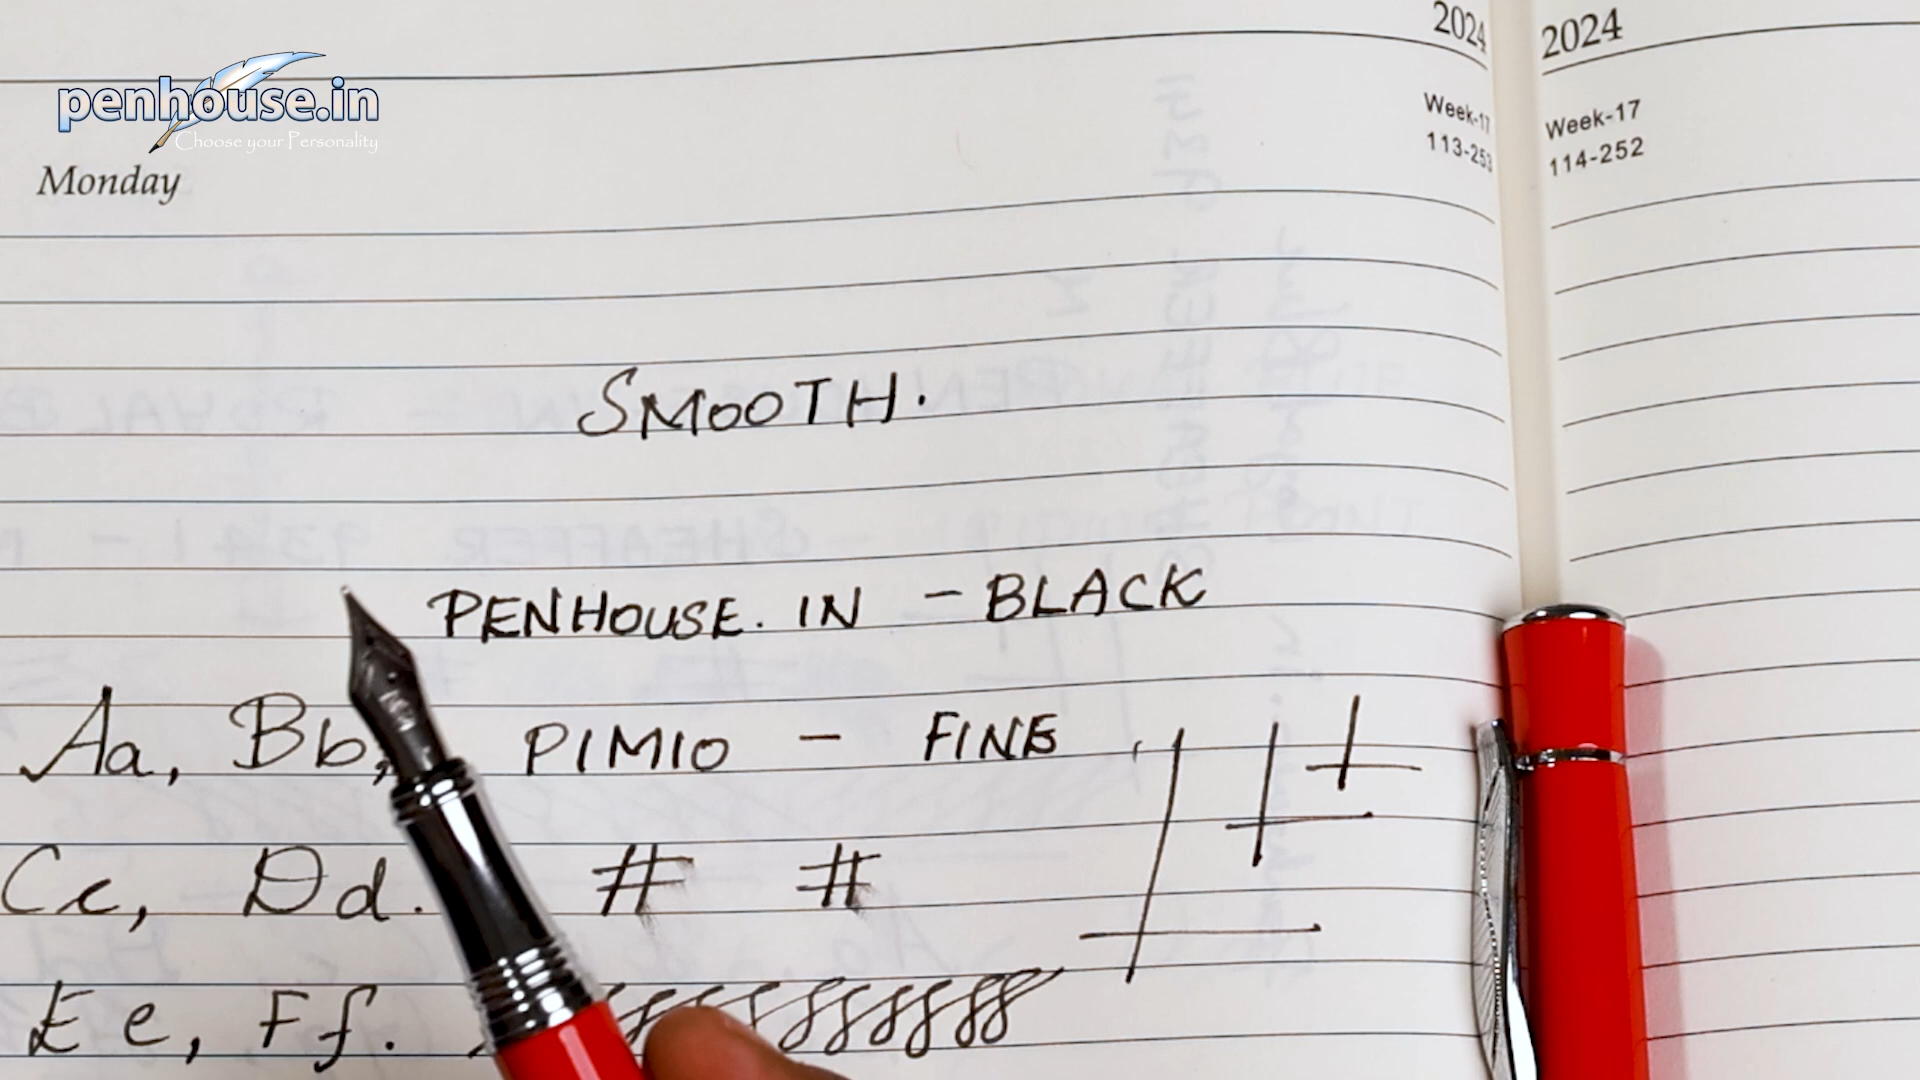 2024
2024
penhouse.in
Choose your Personality
Week-17
113-253
Week-17
114-252
Monday
SMOOTH.
PENHOUSE. IN - BLACK
Aa, Bb, PIMIO - FINE
Cc, Dd. # #
Ee, Ff.